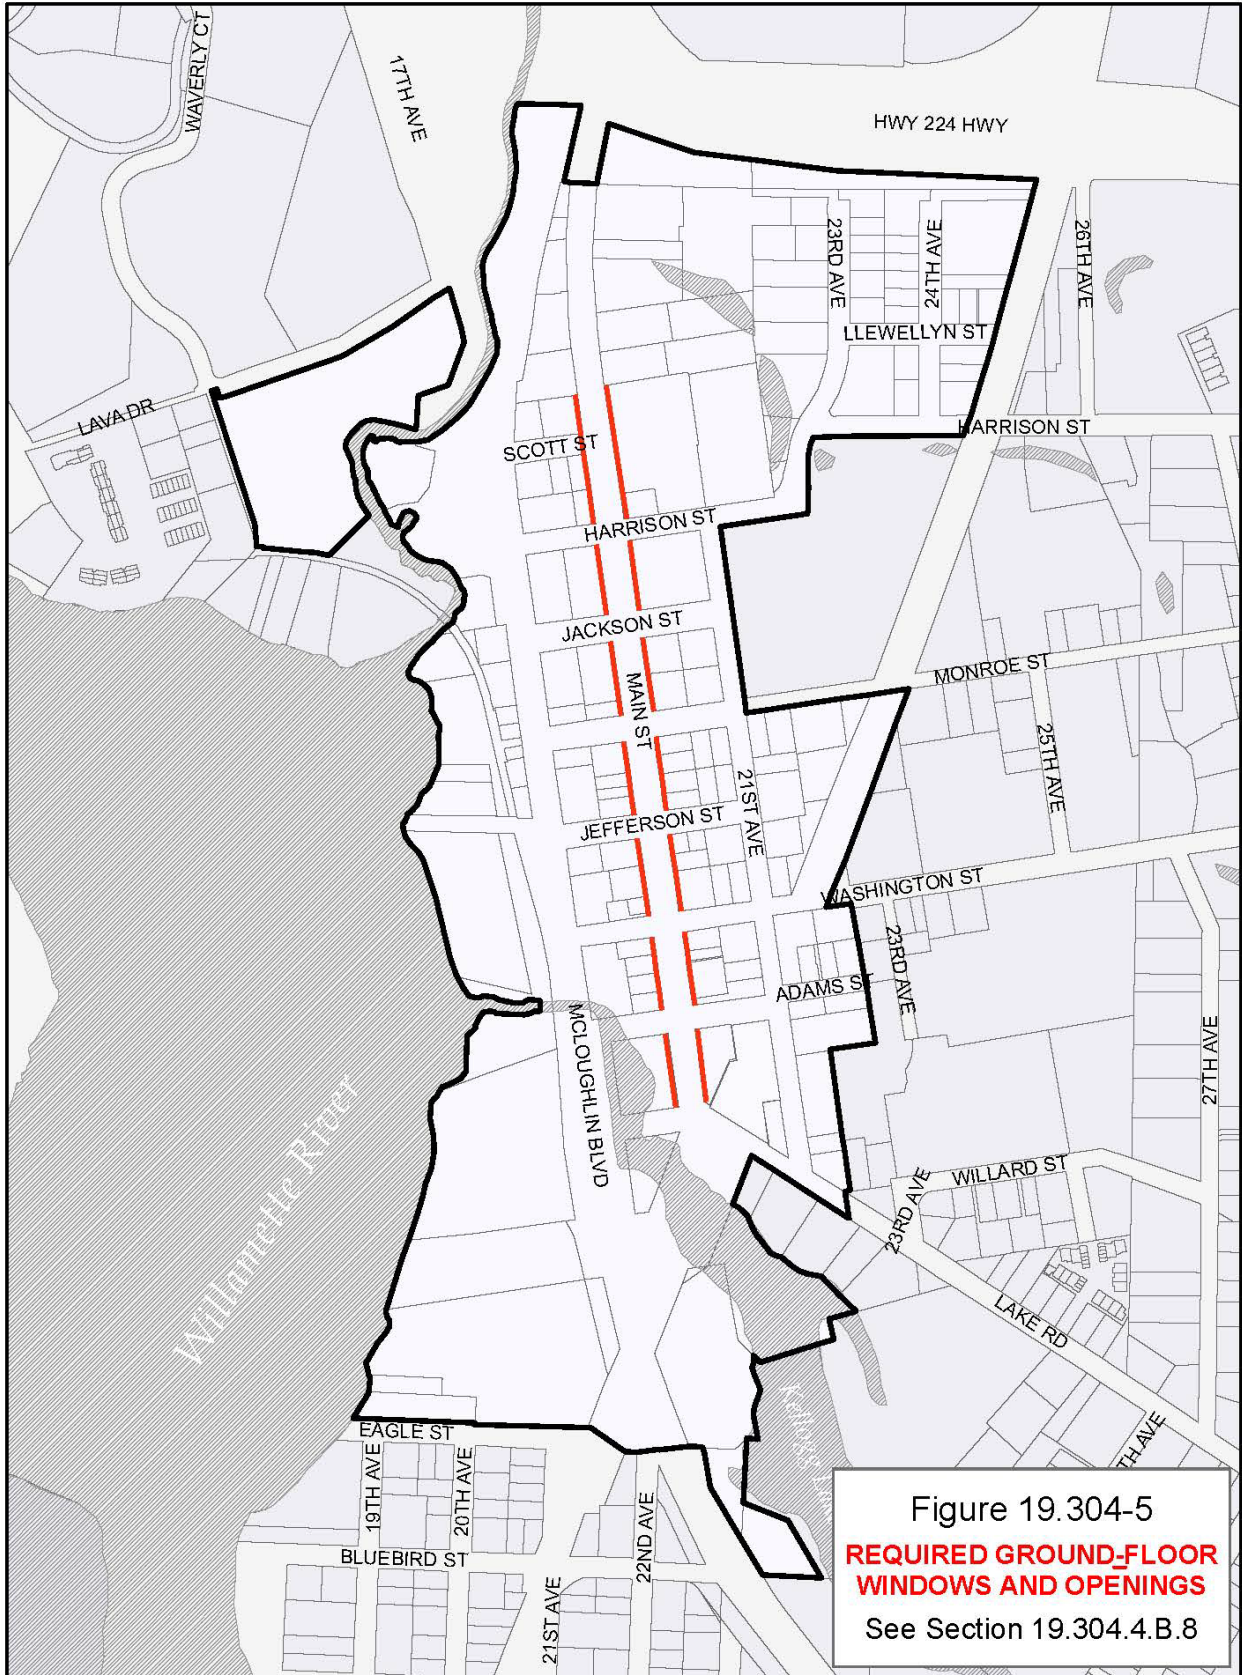 WAVERLY CT
17TH AVE
HWY 224 HWY
23RD AVE
24TH AVE
26TH AVE
LLEWELLYN ST
LAVA DR
SCOTT ST
HARRISON ST
HARRISON ST
JACKSON ST
MONROE ST
MAIN ST
25TH AVE
21ST AVE
JEFFERSON ST
WASHINGTON ST
23RD AVE
ADAMS ST
MCLOUGHLIN BLVD
27TH AVE
Willamette River
WILLARD ST
23RD AVE
LAKE RD
Kellogg
EAGLE ST
19TH AVE
20TH AVE
22ND AVE
TH AVE
BLUEBIRD ST
21ST AVE
Figure 19.304-5
REQUIRED GROUND-FLOOR
WINDOWS AND OPENINGS
See Section 19.304.4.B.8